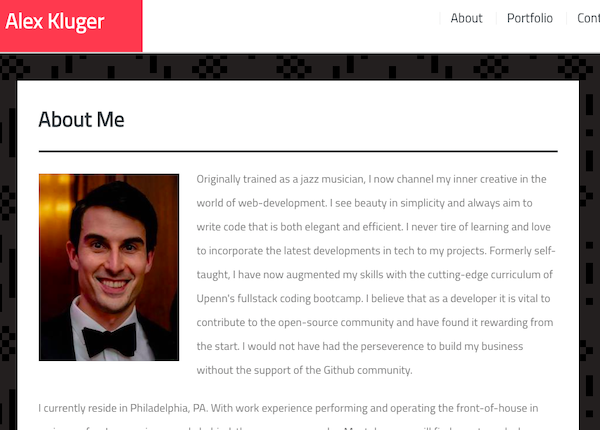 Alex Kluger
About
Portfolio
Cont
About Me
Originally trained as a jazz musician, I now channel my inner creative in the
world of web-development. I see beauty in simplicity and always aim to
write code that is both elegant and efficient. I never tire of learning and love
to incorporate the latest developments in tech to my projects. Formerly self-
taught, I have now augmented my skills with the cutting-edge curriculum of
Upenn's fullstack coding bootcamp. I believe that as a developer it is vital to
contribute to the open-source community and have found it rewarding from
the start. I would not have had the perseverence to build my business
without the support of the Github community.
I currently reside in Philadelphia, PA. With work experience performing and operating the front-of-house in